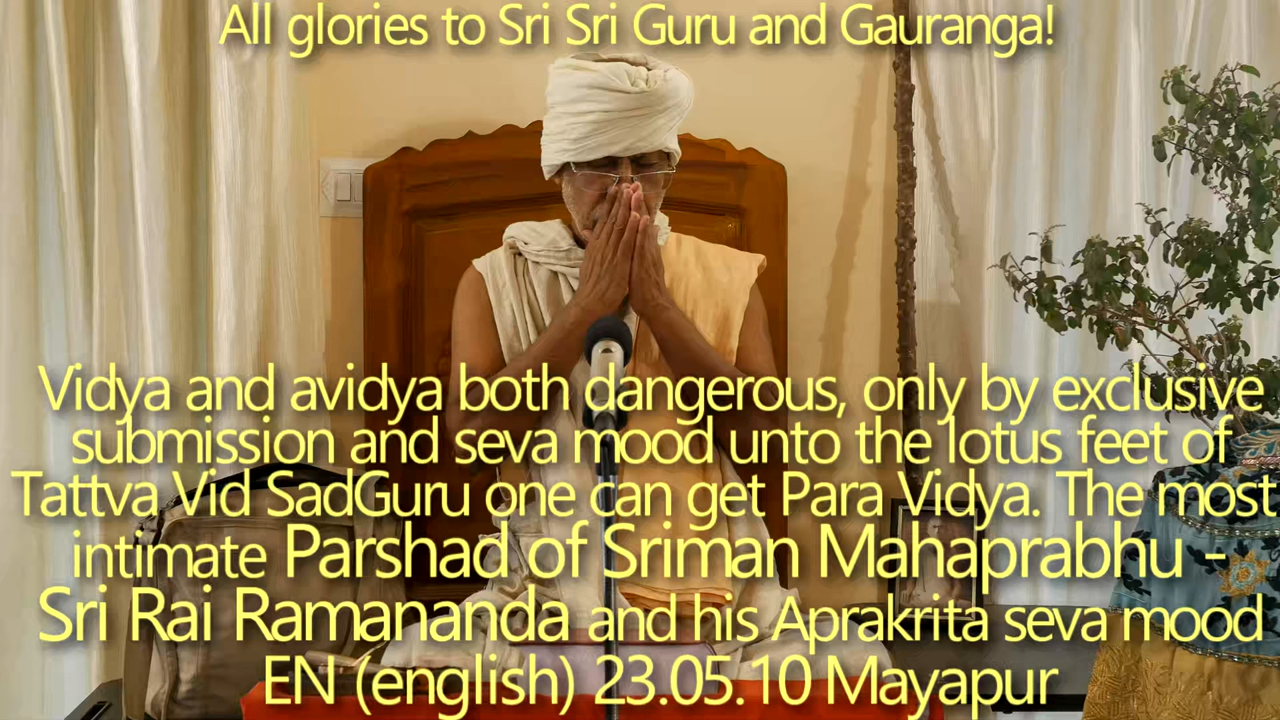 All glories to Sri Sri Guru and Gauranga!
Vidya and avidya both dangerous, only by exclusive
submission and seva mood unto the lotus feet of
Tattva Vid SadGuru one can get Para Vidya. The most
intimate Parshad of Sriman Mahaprabhu -
Sri Rai Ramananda and his Aprakrita seva mood
EN (english) 23.05.10 Mayapur